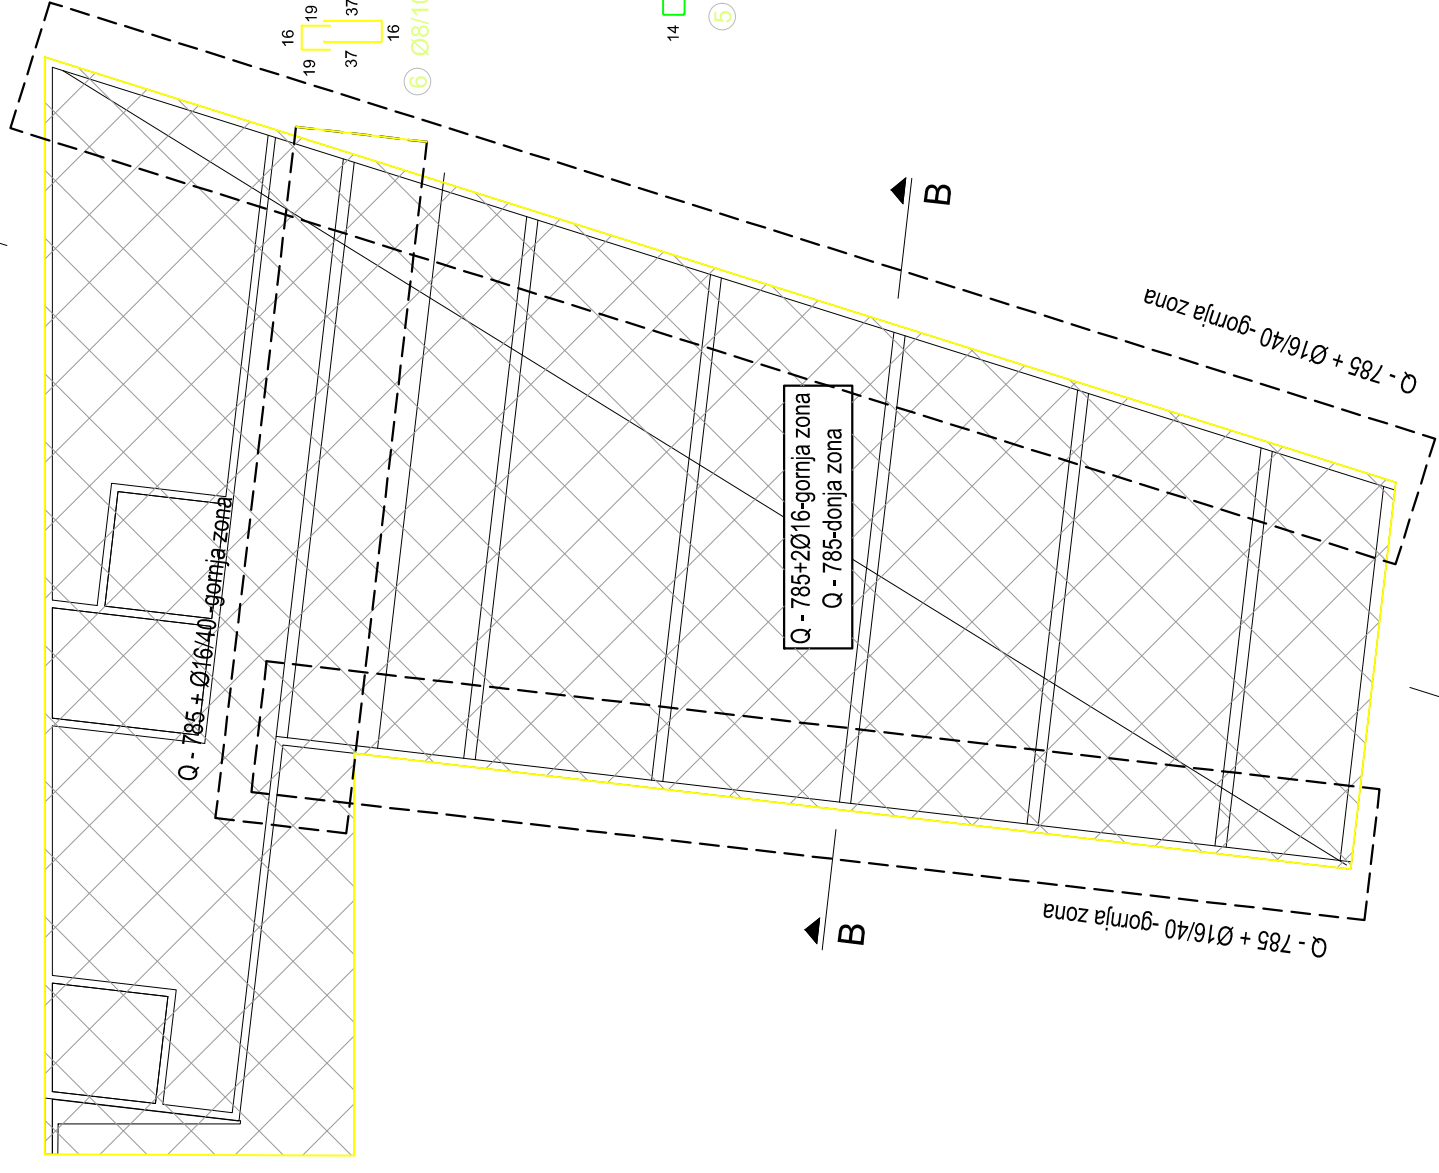 19
37
16
16
19
37
6 Ø8/10
14
5
B
Q - 785 + Ø16/40 -gornja zona
Q - 785+2Ø16-gornja zona
Q - 785-donja zona
Q - 785 + Ø16/40 -gornja zona
B
Q - 785 + Ø16/40 -gornja zona